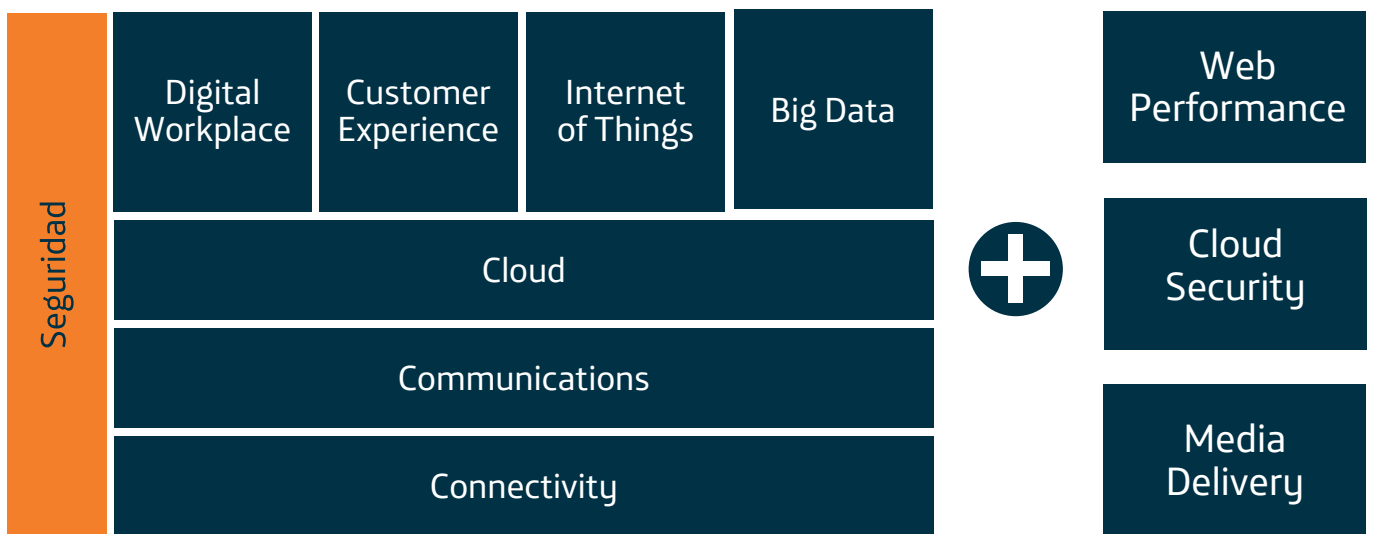 Seguridad
Digital
Workplace
Customer
Experience
Internet
of Things
Big Data
Cloud
Communications
Connectivity
Web
Performance
Cloud
Security
Media
Delivery